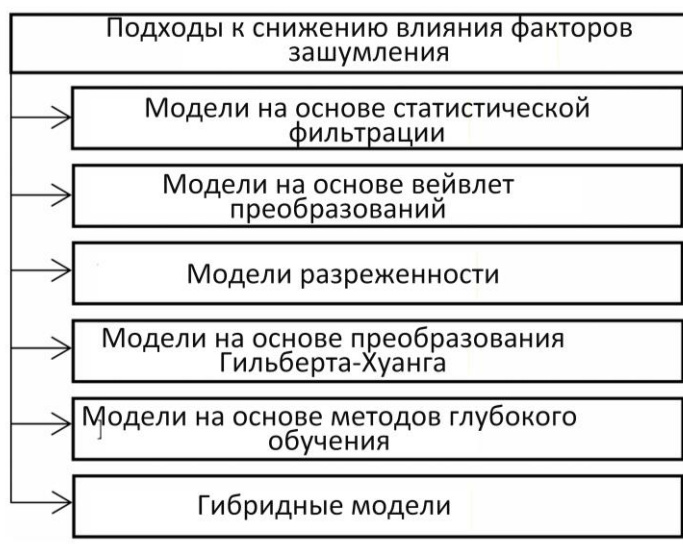 Подходы к снижению влияния факторов
зашумления
Модели на основе статистической
фильтрации
Модели на основе вейвлет
преобразований
Модели разреженности
Модели на основе преобразования
Гильберта-Хуанга
Модели на основе методов глубокого
обучения
Гибридные модели